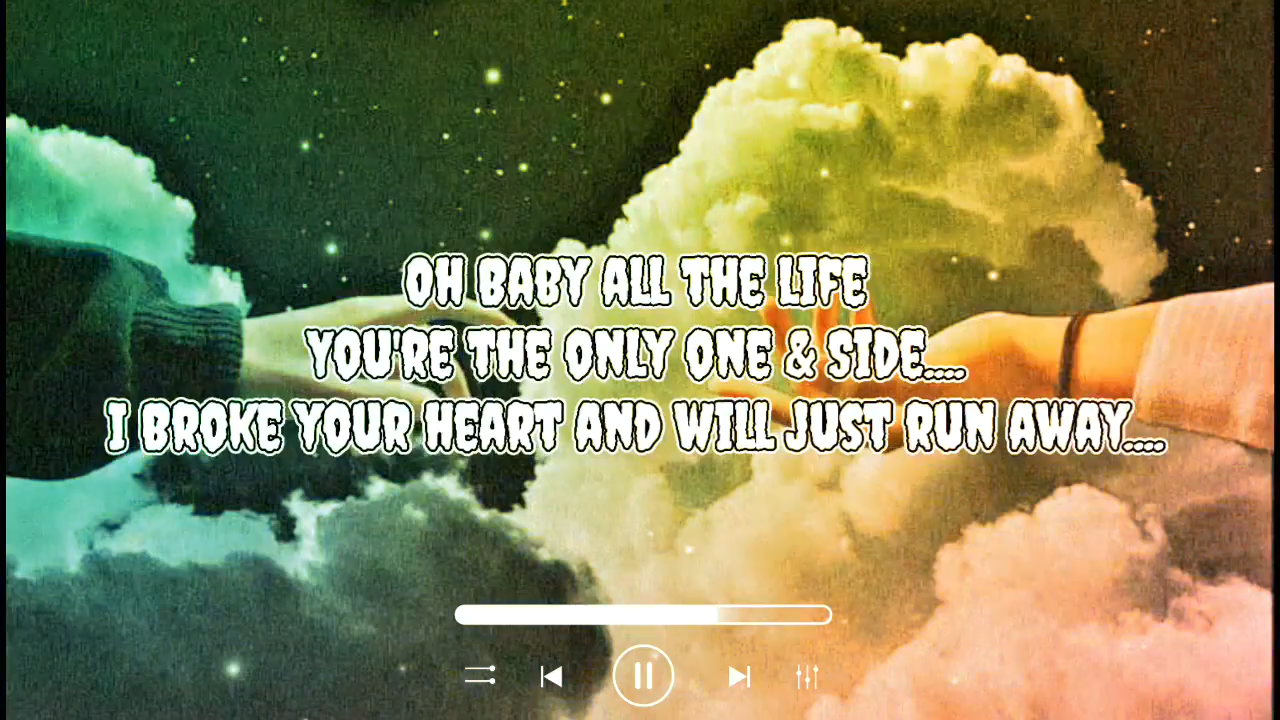 OH BABY ALL THE LIFE
YOU'RE THE ONLY ONE & SIDE....
I BROKE YOUR HEART AND WILL JUST RUN AWAY....